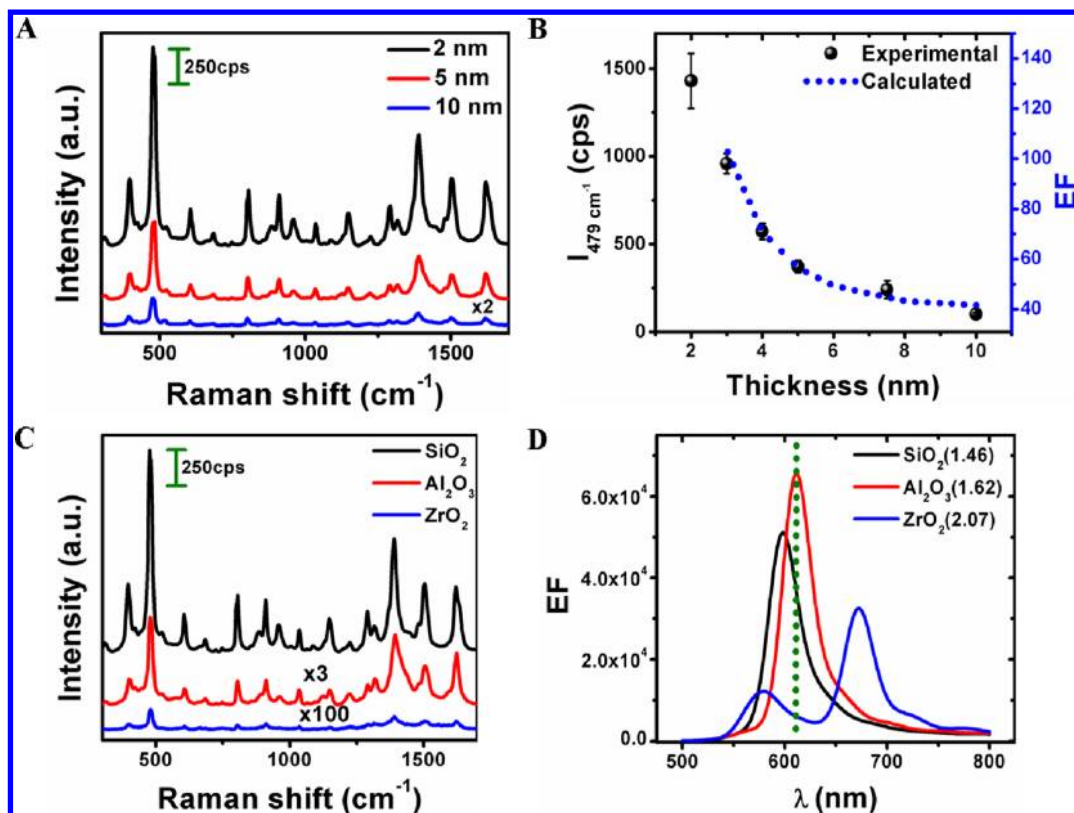 A
Intensity (a.u.)
250cps
2 nm
5 nm
10 nm
x2
500
1000
1500
Raman shift (cm⁻¹)
B
I₄₇₉ cm⁻¹ (cps)
1500
1000
500
0
Experimental
Calculated
140
120
100
80
60
40
EF
2
4
6
8
10
Thickness (nm)
C
Intensity (a.u.)
250cps
SiO₂
Al₂O₃
ZrO₂
x3
x100
500
1000
1500
Raman shift (cm⁻¹)
D
EF
6.0x10⁴
4.0x10⁴
2.0x10⁴
0.0
SiO₂(1.46)
Al₂O₃(1.62)
ZrO₂(2.07)
500
600
700
800
λ (nm)